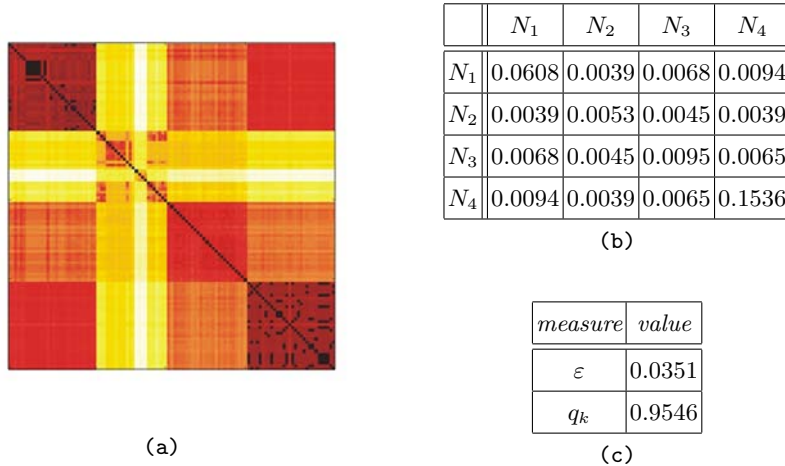 N1 N2 N3 N4
N1 0.0608 0.0039 0.0068 0.0094
N2 0.0039 0.0053 0.0045 0.0039
N3 0.0068 0.0045 0.0095 0.0065
N4 0.0094 0.0039 0.0065 0.1536
(b)
measure value
ε 0.0351
qk 0.9546
(a)
(c)